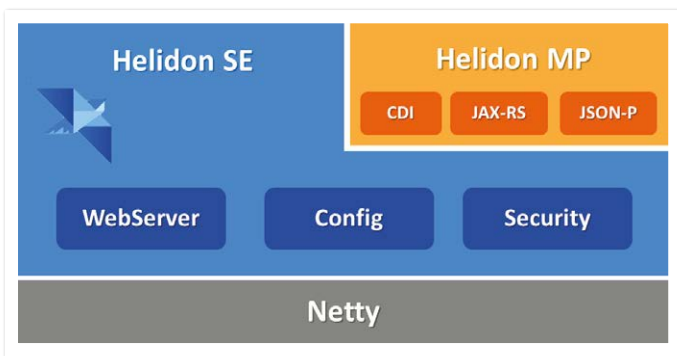 Helidon SE
Helidon MP
CDI JAX-RS JSON-P
WebServer Config Security
Netty